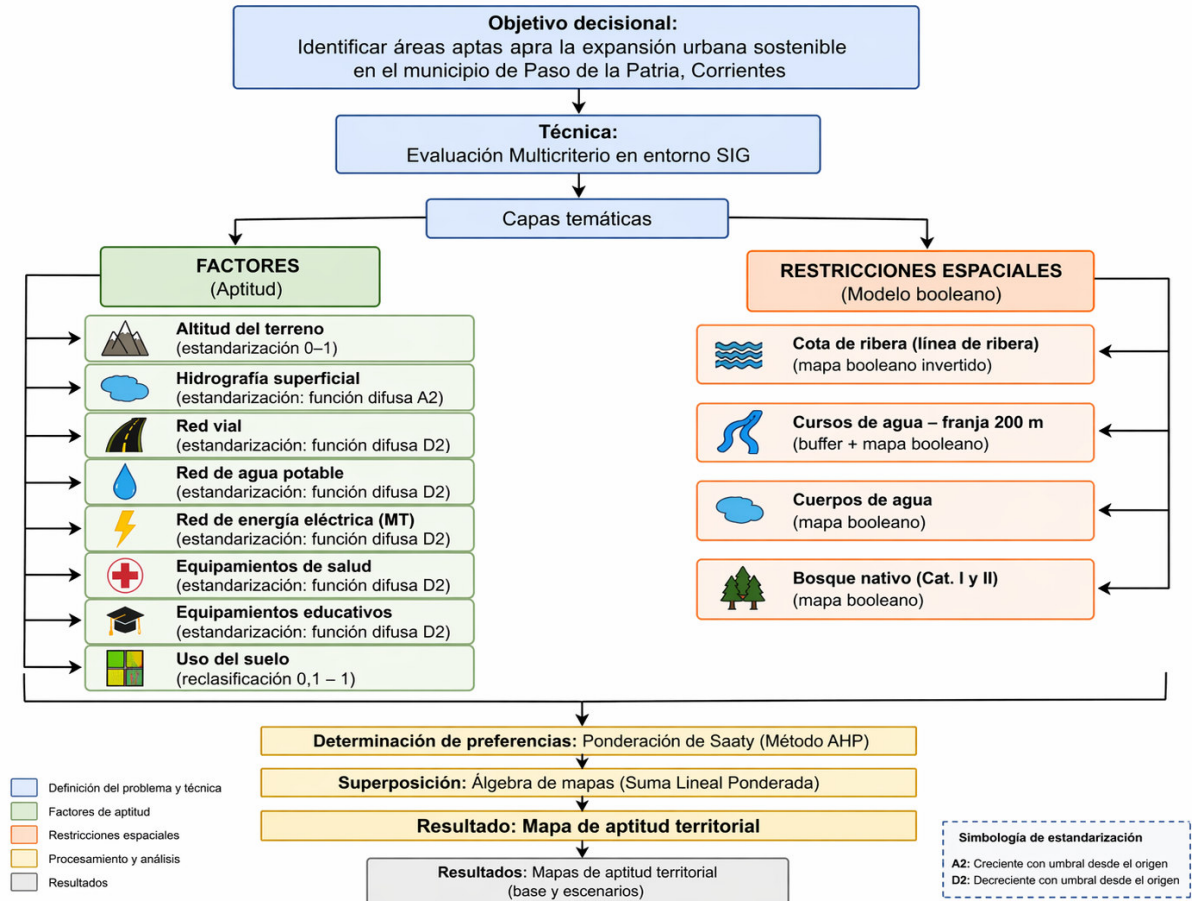 Objetivo decisional:
Identificar áreas aptas apra la expansión urbana sostenible
en el municipio de Paso de la Patria, Corrientes
Técnica:
Evaluación Multicriterio en entorno SIG
Capas temáticas
FACTORES
(Aptitud)
Altitud del terreno
(estandarización 0–1)
Hidrografía superficial
(estandarización: función difusa A2)
Red vial
(estandarización: función difusa D2)
Red de agua potable
(estandarización: función difusa D2)
Red de energía eléctrica (MT)
(estandarización: función difusa D2)
Equipamientos de salud
(estandarización: función difusa D2)
Equipamientos educativos
(estandarización: función difusa D2)
Uso del suelo
(reclasificación 0,1 – 1)
RESTRICCIONES ESPACIALES
(Modelo booleano)
Cota de ribera (línea de ribera)
(mapa booleano invertido)
Cursos de agua – franja 200 m
(buffer + mapa booleano)
Cuerpos de agua
(mapa booleano)
Bosque nativo (Cat. I y II)
(mapa booleano)
Determinación de preferencias: Ponderación de Saaty (Método AHP)
Superposición: Álgebra de mapas (Suma Lineal Ponderada)
Resultado: Mapa de aptitud territorial
Resultados: Mapas de aptitud territorial
(base y escenarios)
Definición del problema y técnica
Factores de aptitud
Restricciones espaciales
Procesamiento y análisis
Resultados
Simbología de estandarización
A2: Creciente con umbral desde el origen
D2: Decreciente con umbral desde el origen